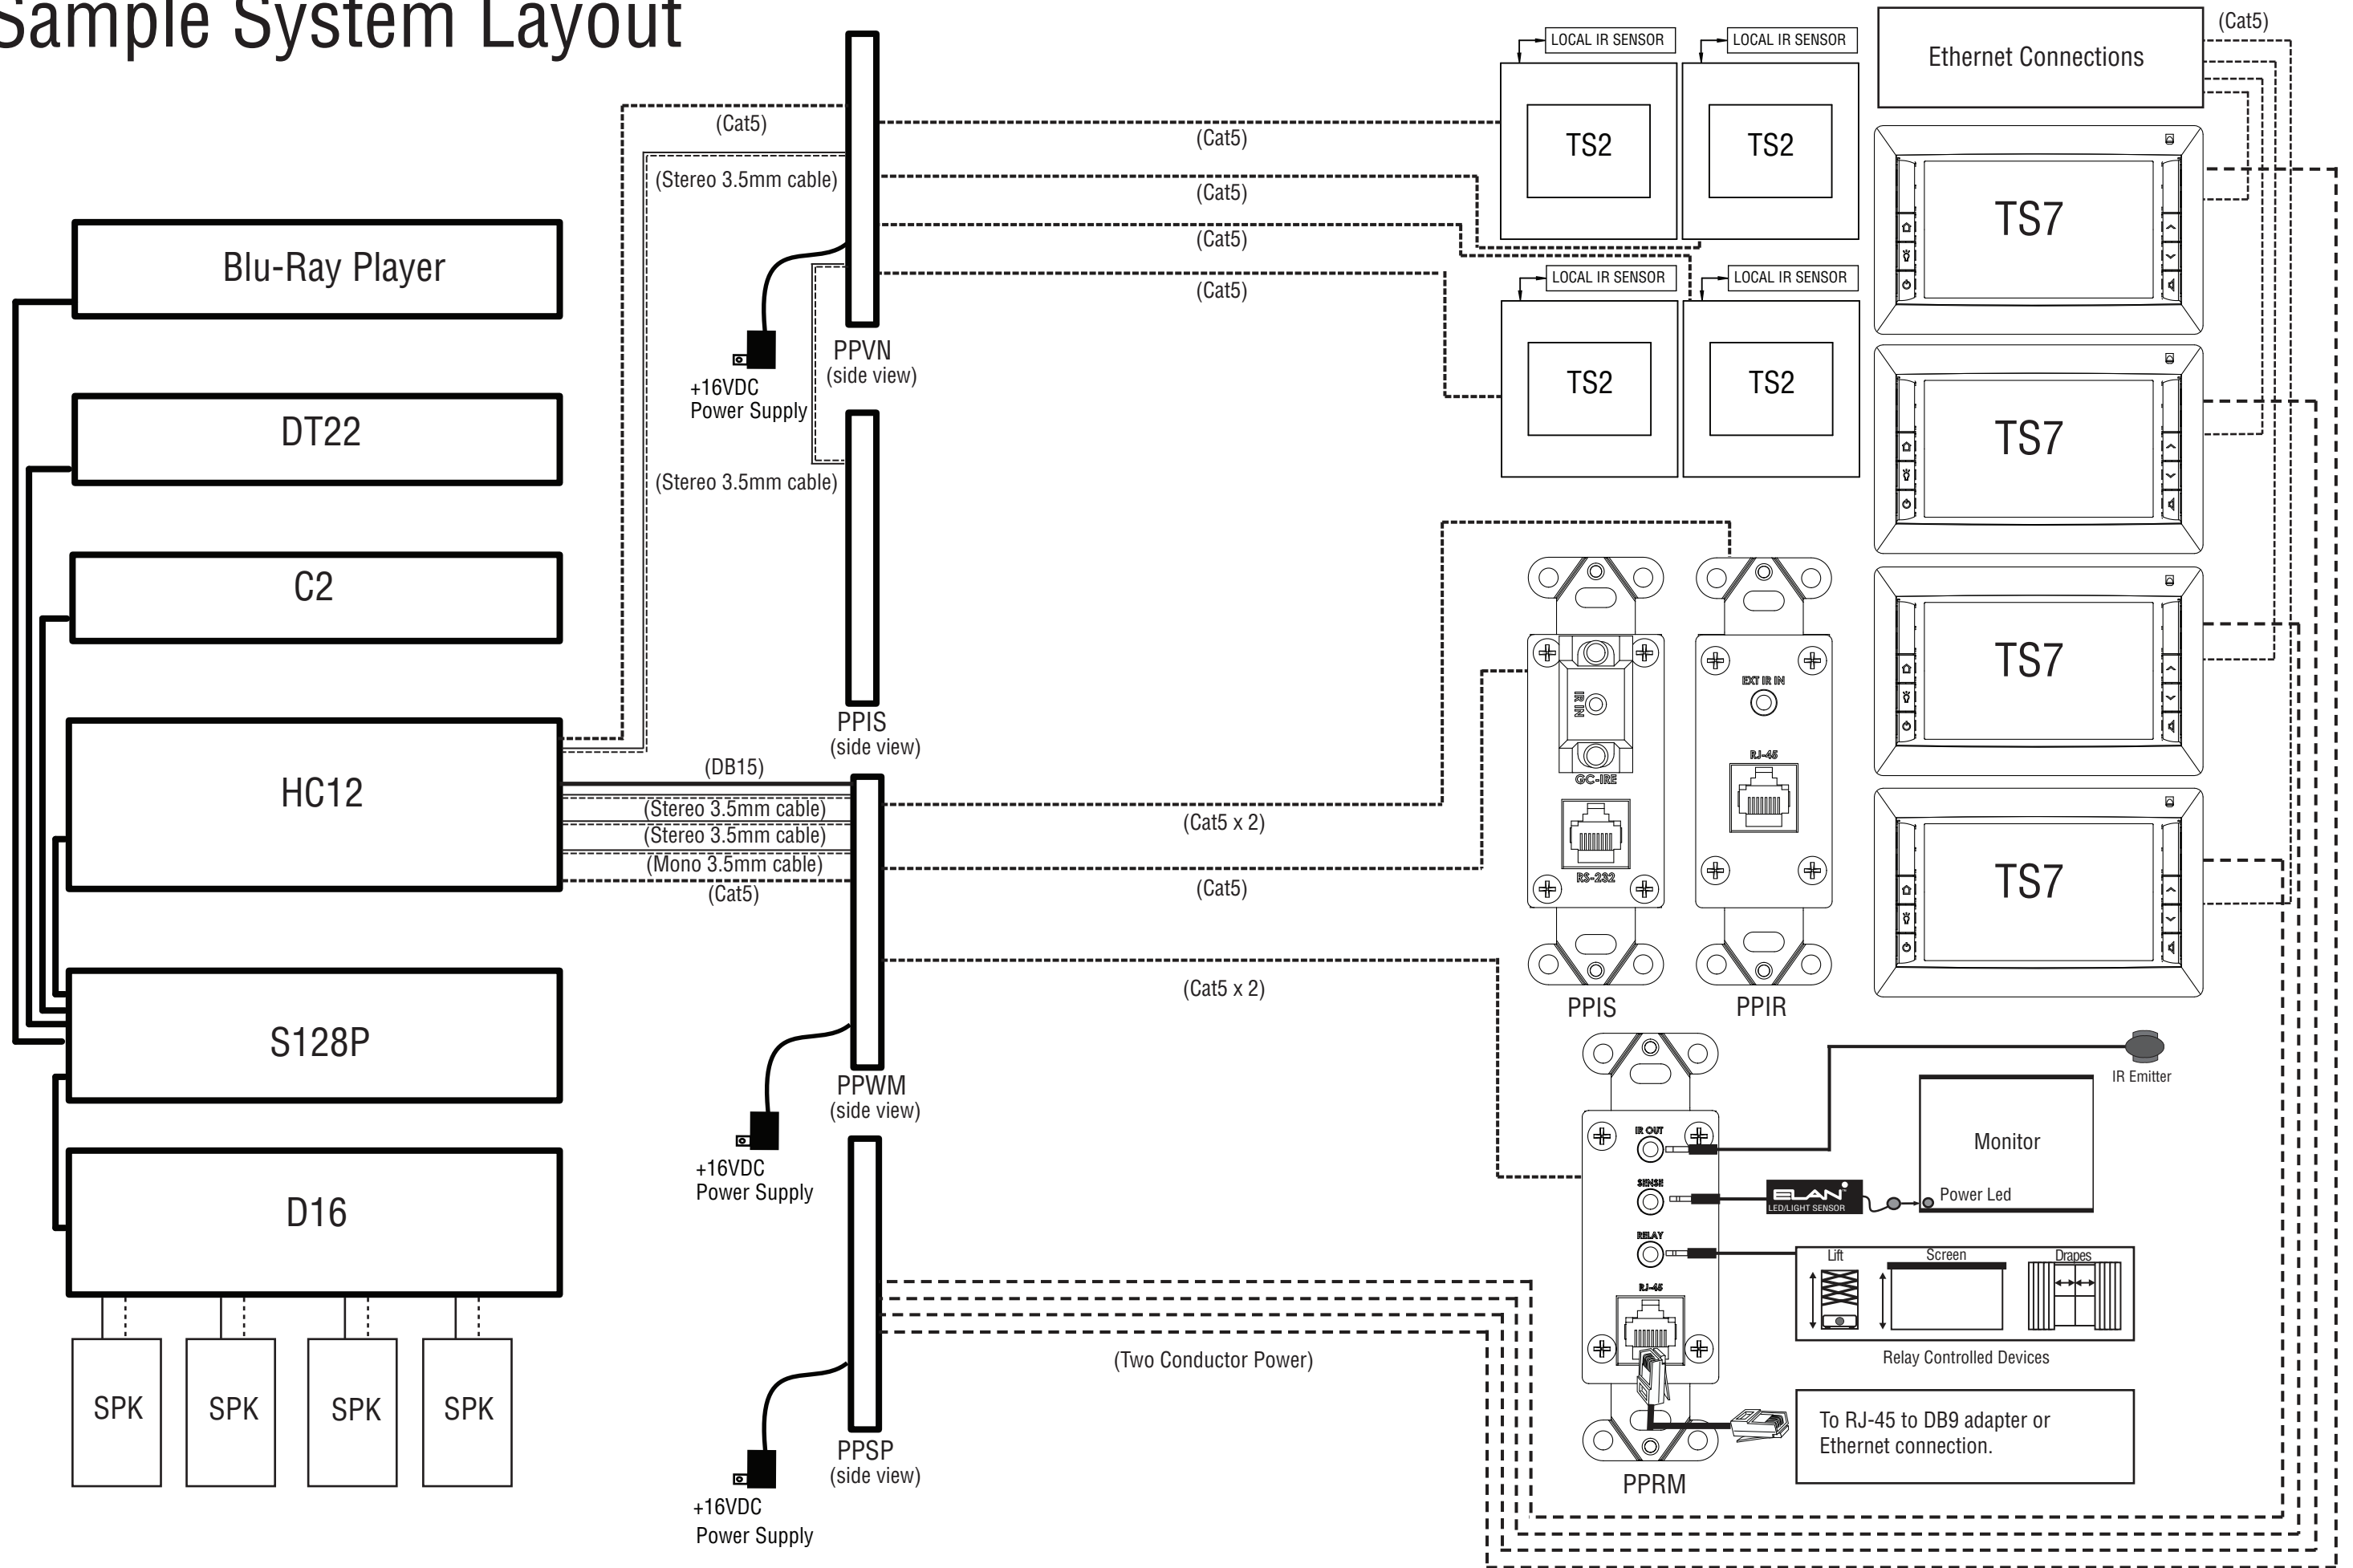 Sample System Layout
Blu-Ray Player
DT22
C2
HC12
S128P
D16
SPK
SPK
SPK
SPK
(Cat5)
(Stereo 3.5mm cable)
+16VDC
Power Supply
PPVN
(side view)
(Stereo 3.5mm cable)
PPIS
(side view)
(DB15)
(Stereo 3.5mm cable)
(Stereo 3.5mm cable)
(Mono 3.5mm cable)
(Cat5)
PPWM
(side view)
+16VDC
Power Supply
PPSP
(side view)
+16VDC
Power Supply
(Cat5)
(Cat5)
(Cat5)
(Cat5)
(Cat5 x 2)
(Cat5)
(Cat5 x 2)
(Two Conductor Power)
LOCAL IR SENSOR
LOCAL IR SENSOR
TS2
TS2
LOCAL IR SENSOR
LOCAL IR SENSOR
TS2
TS2
Ethernet Connections
(Cat5)
TS7
TS7
TS7
TS7
IR IN
GC-IRE
RS-232
PPIS
EXT IR IN
RJ-45
PPIR
IR OUT
SENSE
RELAY
RJ-45
PPRM
IR Emitter
Monitor
Power Led
ELAN
LED/LIGHT SENSOR
Lift
Screen
Drapes
Relay Controlled Devices
To RJ-45 to DB9 adapter or
Ethernet connection.